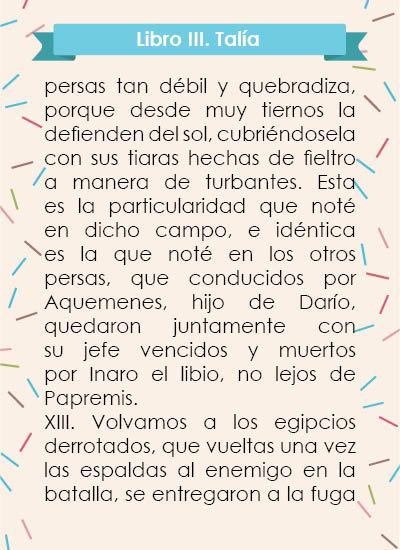 Libro III. Talía
persas tan débil y quebradiza,
porque desde muy tiernos la
defienden del sol, cubriéndosela
con sus tiaras hechas de fieltro
a manera de turbantes. Esta
es la particularidad que noté
en dicho campo, e idéntica
es la que noté en los otros
persas, que conducidos por
Aquemenes, hijo de Darío,
quedaron juntamente con
su jefe vencidos y muertos
por Inaro el libio, no lejos de
Papremis.
XIII. Volvamos a los egipcios
derrotados, que vueltas una vez
las espaldas al enemigo en la
batalla, se entregaron a la fuga